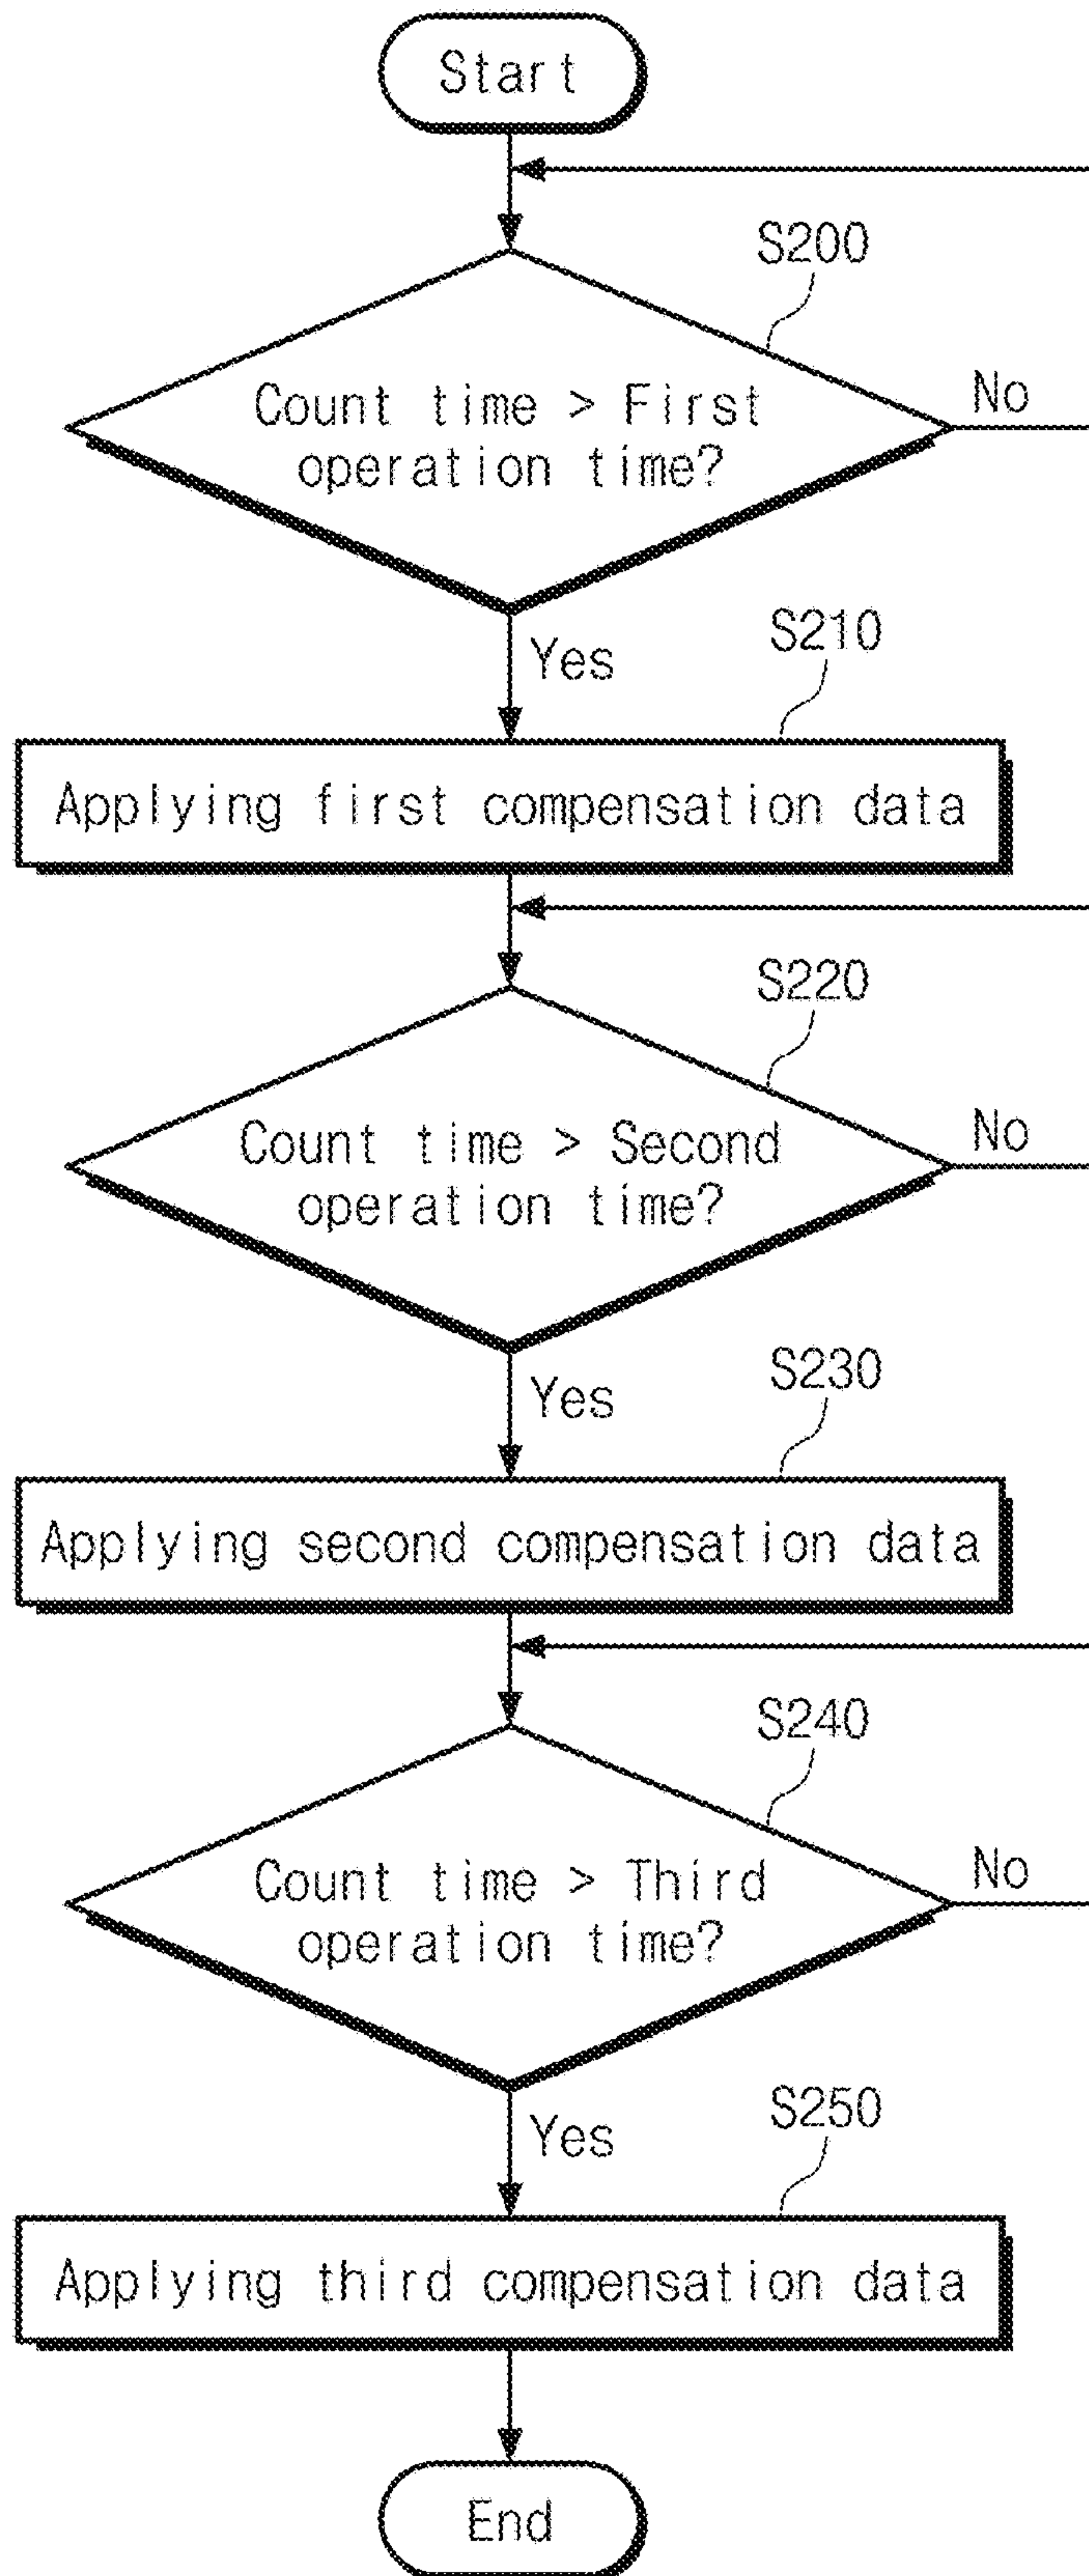 Start
S200
Count time > First
operation time?
No
Yes
S210
Applying first compensation data
S220
Count time > Second
operation time?
No
Yes
S230
Applying second compensation data
S240
Count time > Third
operation time?
No
Yes
S250
Applying third compensation data
End